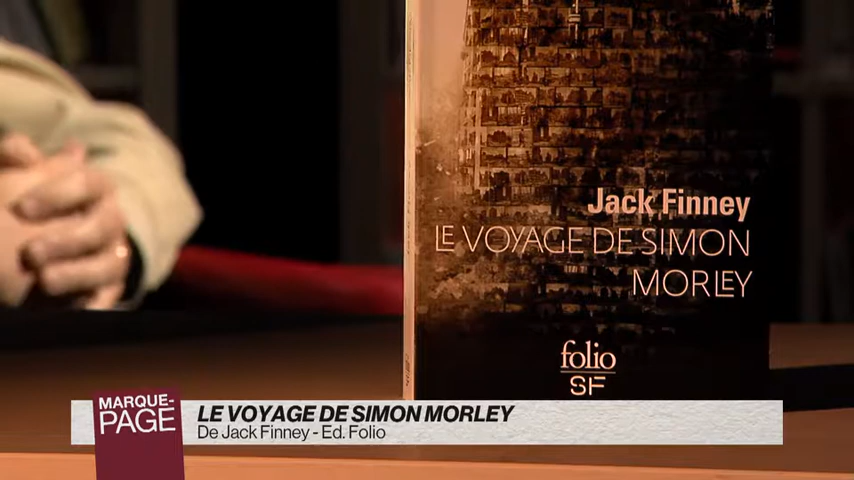 Jack Finney
LE VOYAGE DE SIMON
MORLEY
folio
SF
MARQUE-
PAGE
LE VOYAGE DE SIMON MORLEY
De Jack Finney - Ed. Folio